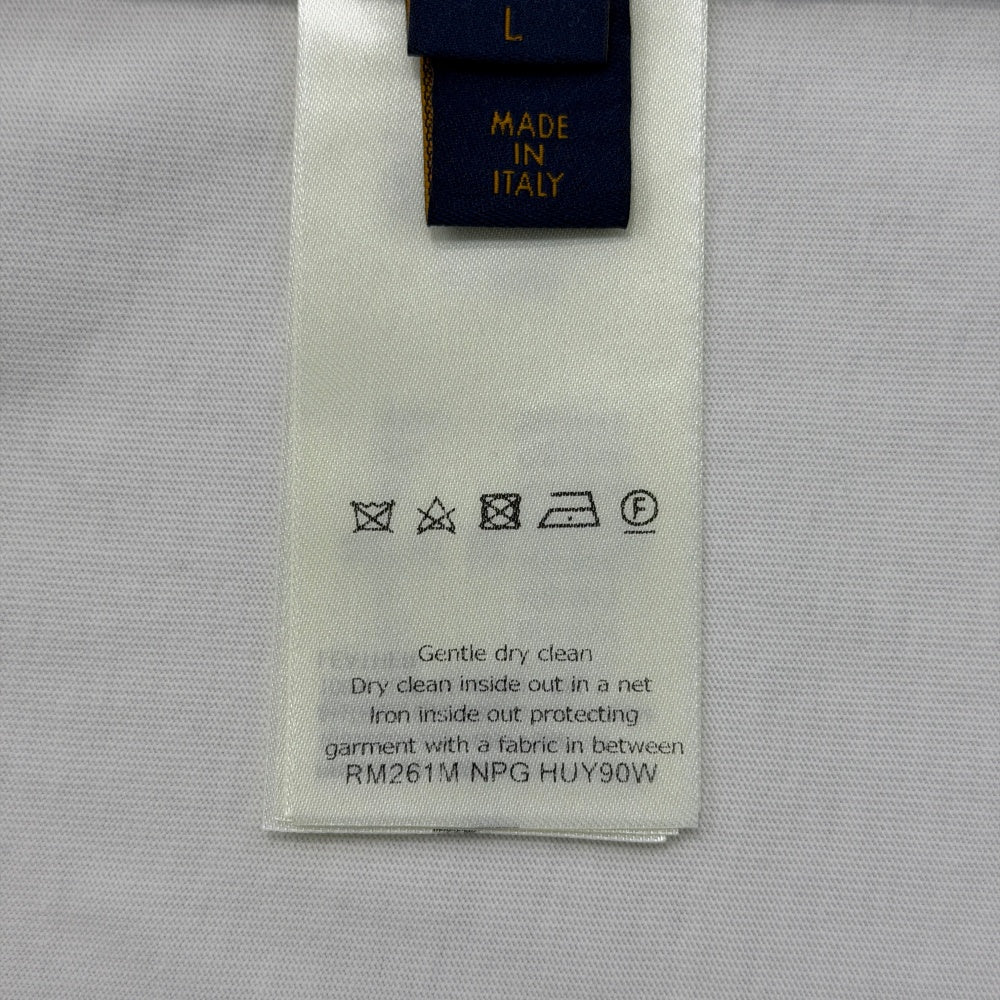 L
MADE
IN
ITALY
F
Gentle dry clean
Dry clean inside out in a net
Iron inside out protecting
garment with a fabric in between
RM261M NPG HUY90W